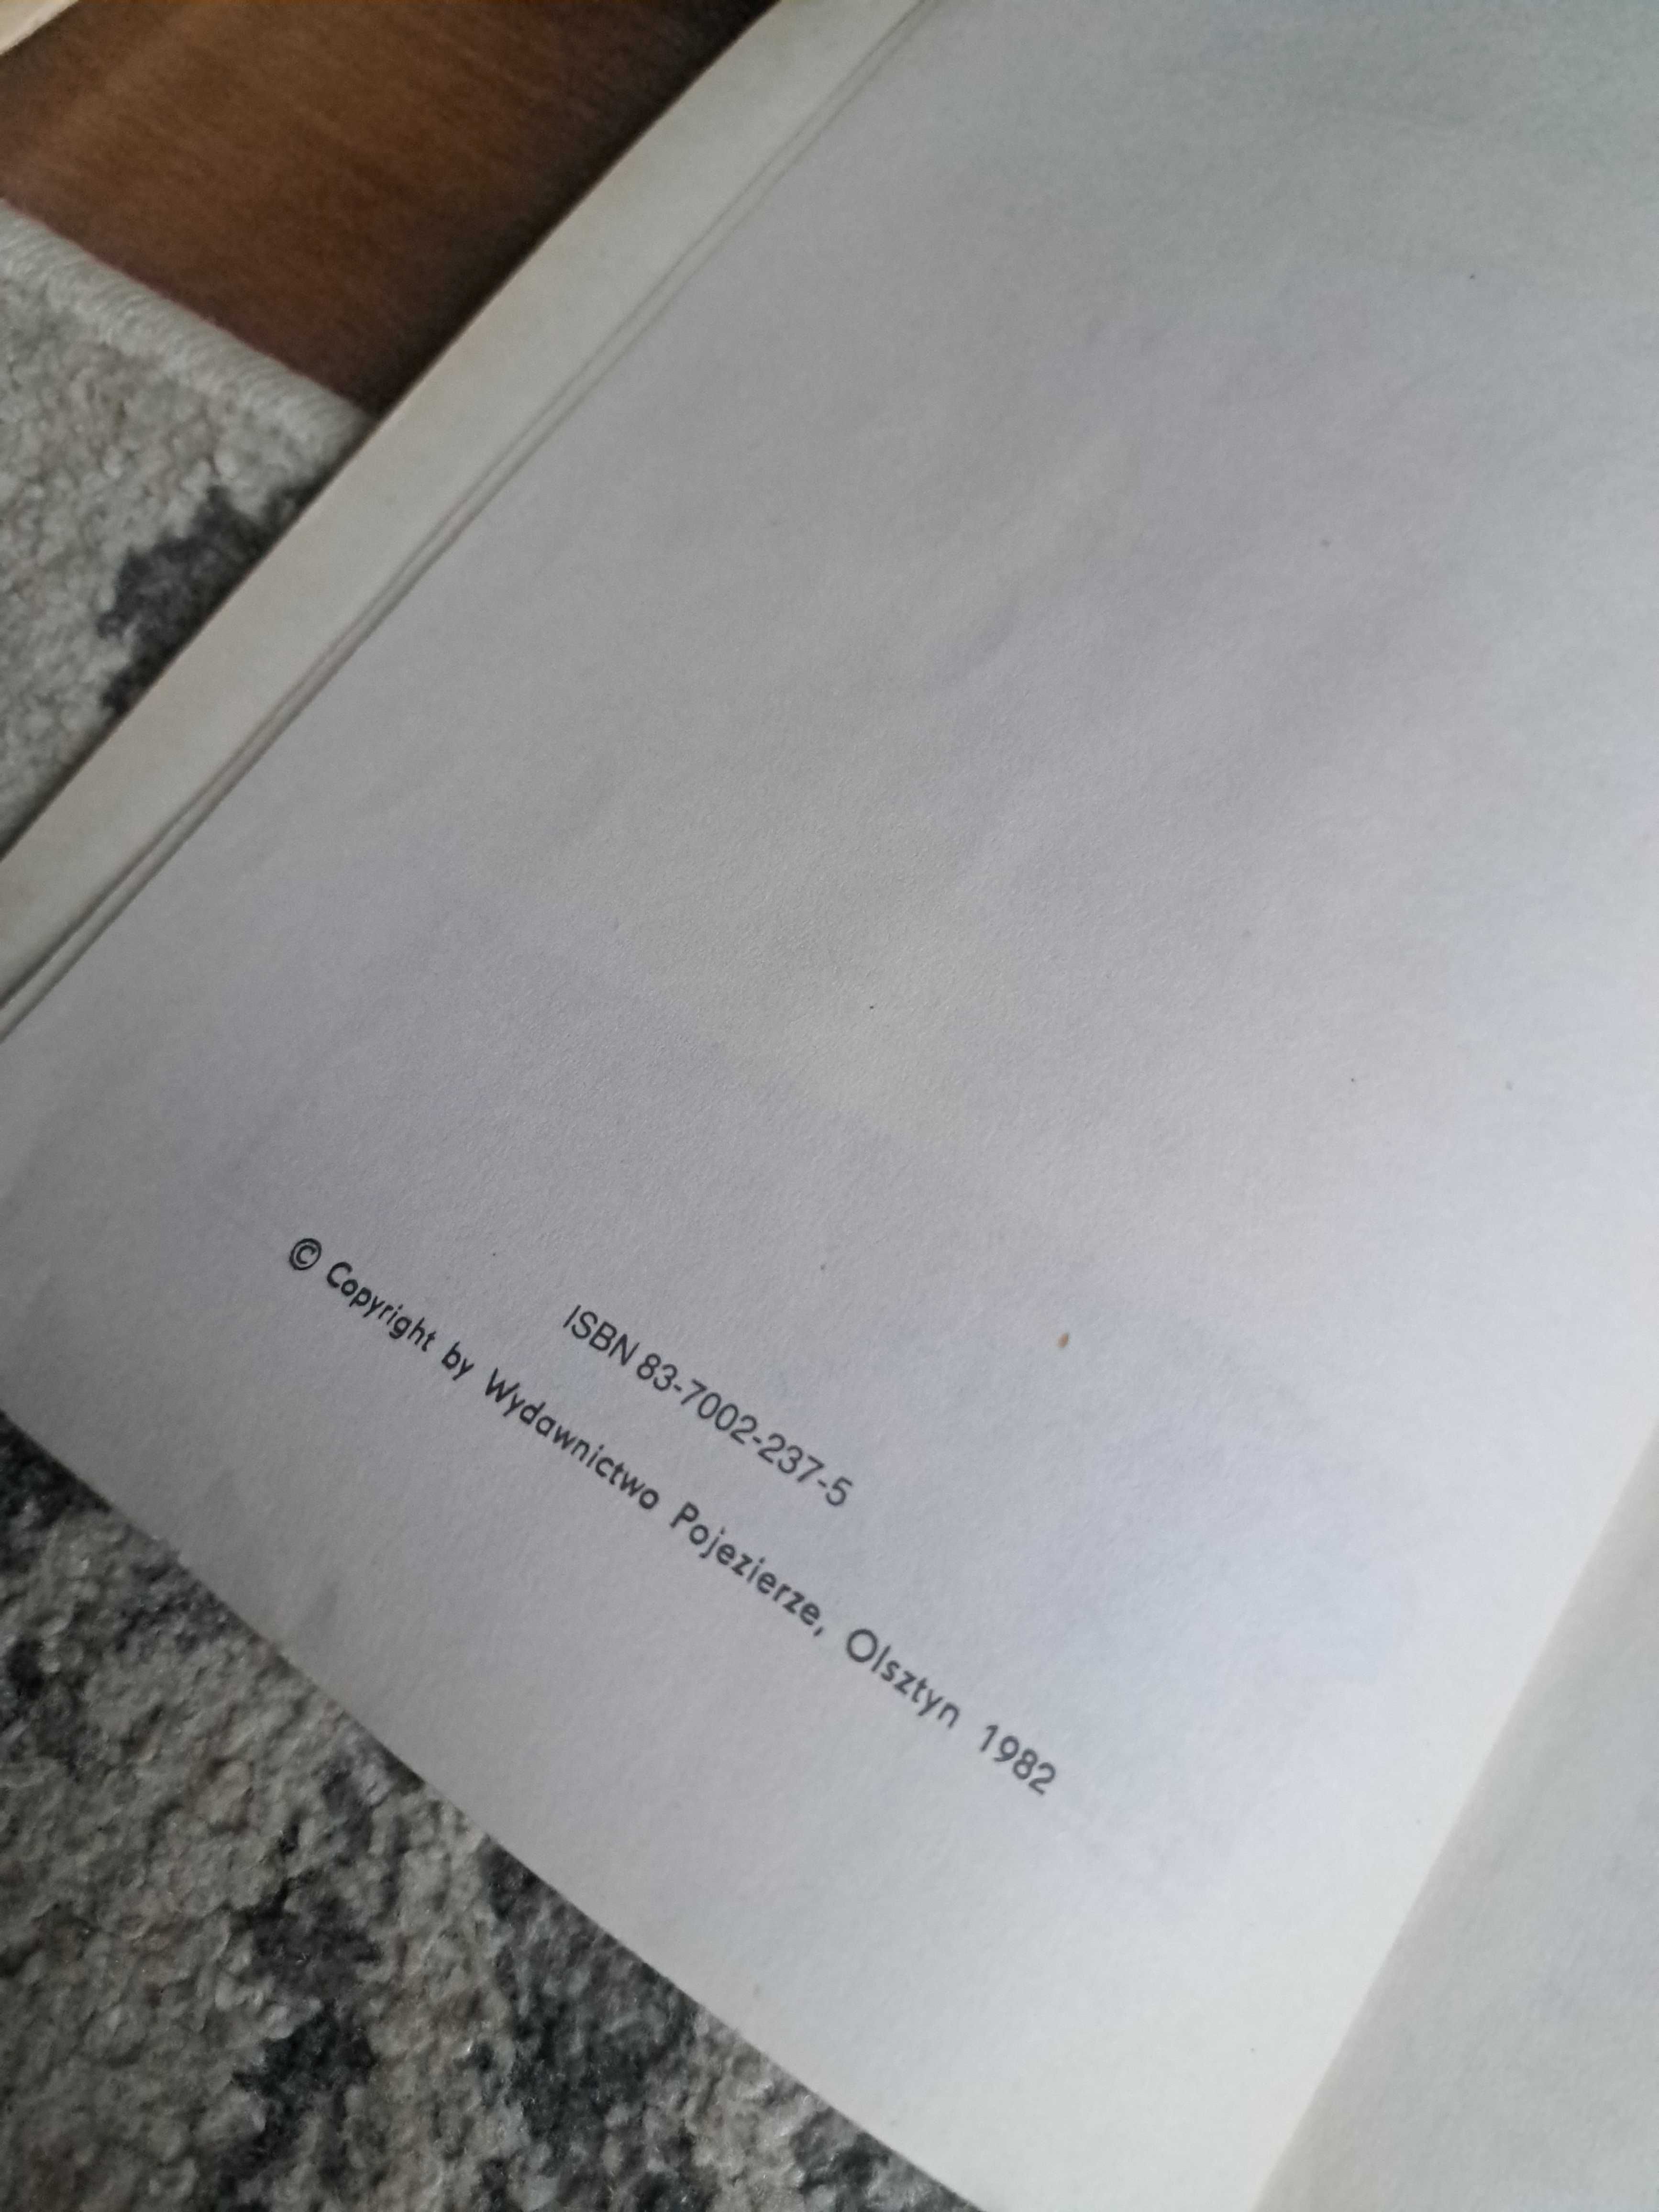 ISBN 83-7002-237-5
© Copyright by Wydawnictwo Pojezierze, Olsztyn 1982